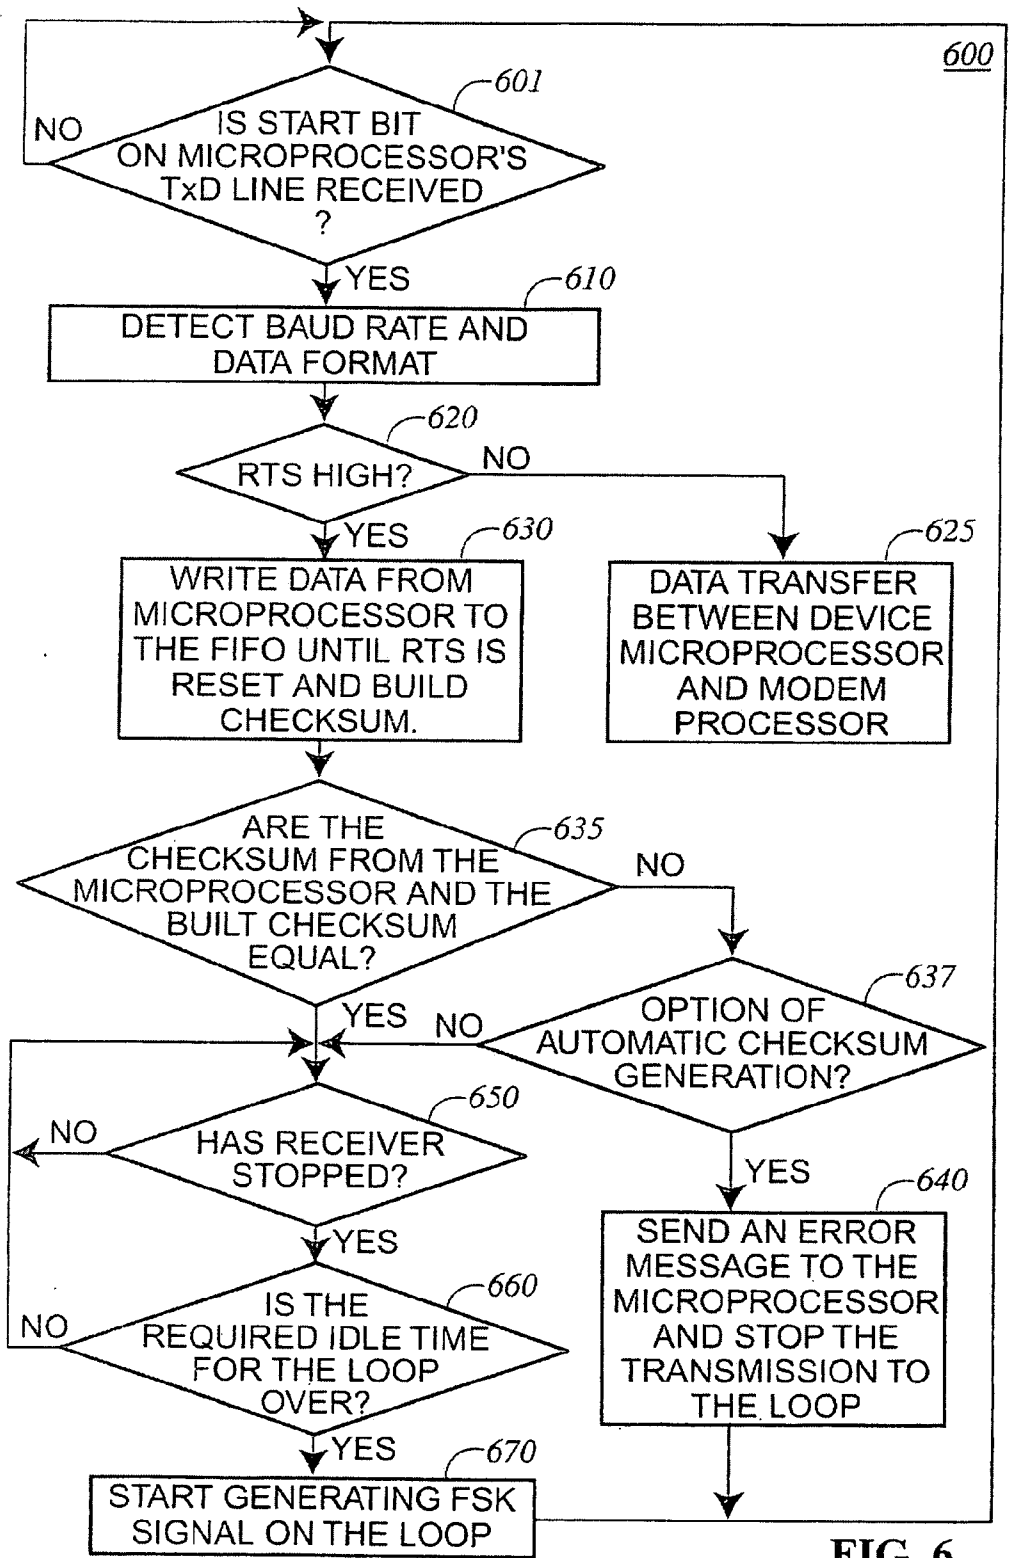 600
601
NO
IS START BIT
ON MICROPROCESSOR'S
TxD LINE RECEIVED
?
YES
610
DETECT BAUD RATE AND
DATA FORMAT
620
RTS HIGH?
NO
YES
630
WRITE DATA FROM
MICROPROCESSOR TO
THE FIFO UNTIL RTS IS
RESET AND BUILD
CHECKSUM.
625
DATA TRANSFER
BETWEEN DEVICE
MICROPROCESSOR
AND MODEM
PROCESSOR
635
ARE THE
CHECKSUM FROM THE
MICROPROCESSOR AND THE
BUILT CHECKSUM
EQUAL?
NO
YES
637
OPTION OF
AUTOMATIC CHECKSUM
GENERATION?
NO
YES
650
HAS RECEIVER
STOPPED?
NO
YES
640
SEND AN ERROR
MESSAGE TO THE
MICROPROCESSOR
AND STOP THE
TRANSMISSION TO
THE LOOP
660
IS THE
REQUIRED IDLE TIME
FOR THE LOOP
OVER?
NO
YES
670
START GENERATING FSK
SIGNAL ON THE LOOP
FIG. 6